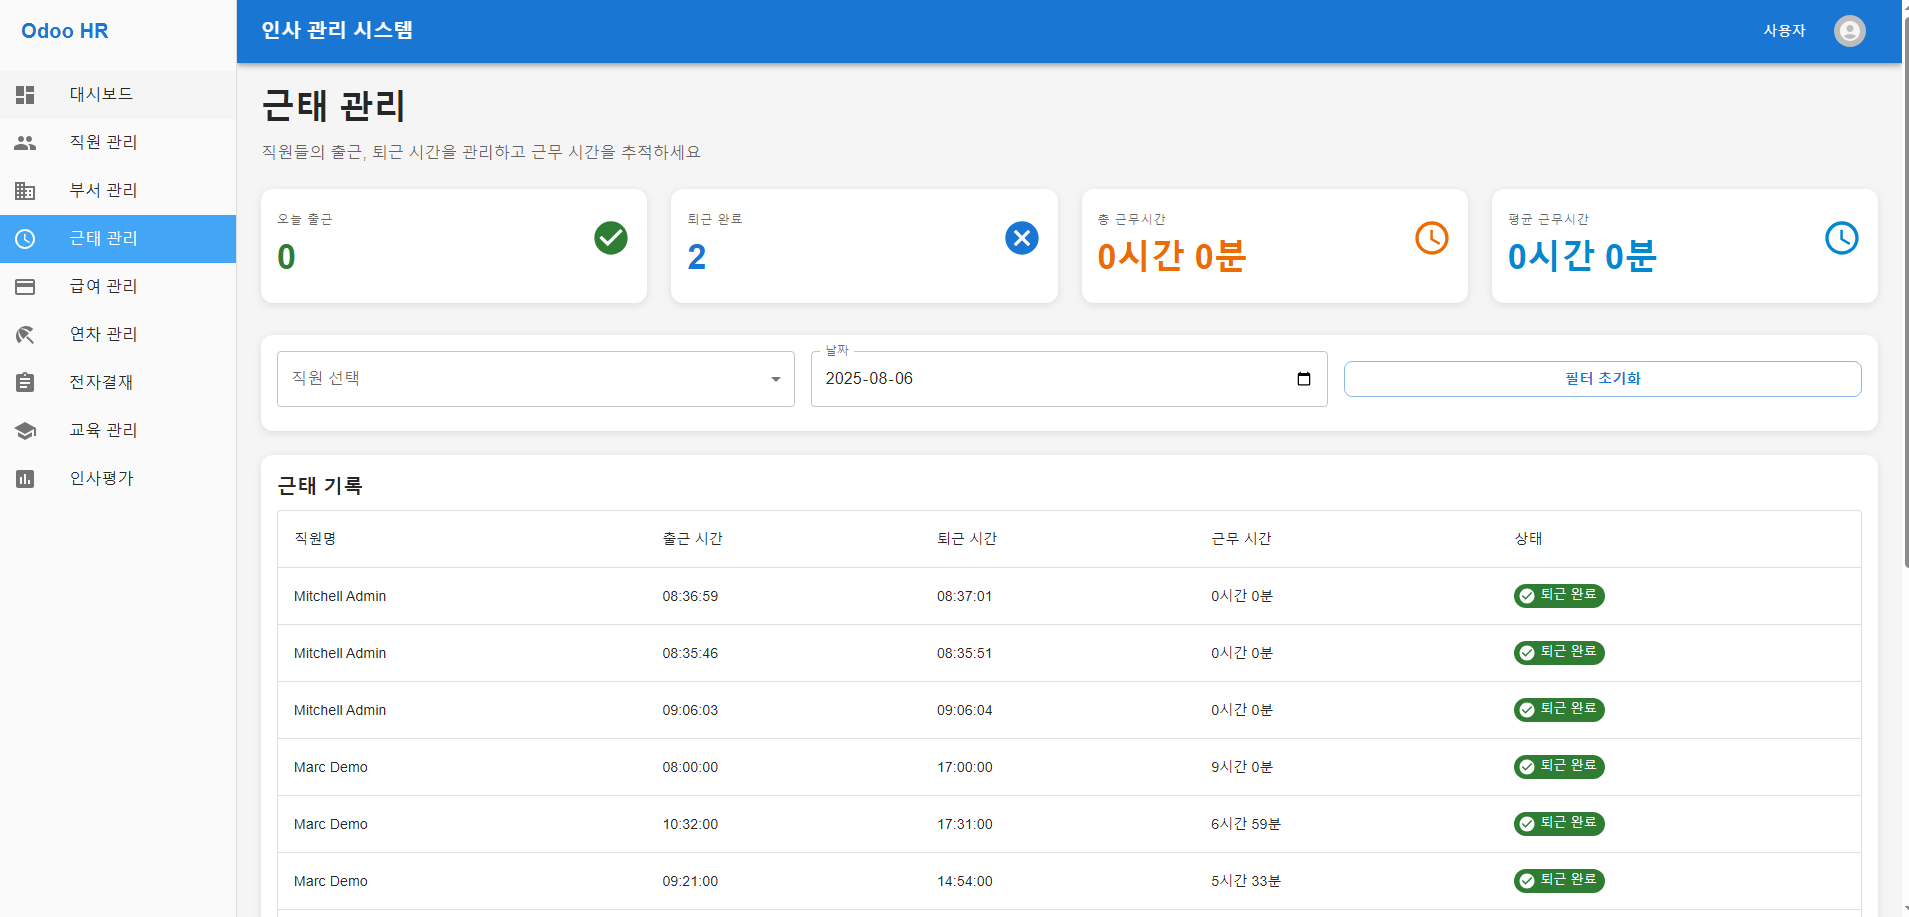 Odoo HR
인사 관리 시스템
사용자
대시보드
직원 관리
부서 관리
근태 관리
급여 관리
연차 관리
전자결재
교육 관리
인사평가
근태 관리
직원들의 출근, 퇴근 시간을 관리하고 근무 시간을 추적하세요
오늘 출근
0
퇴근 완료
2
총 근무시간
0시간 0분
평균 근무시간
0시간 0분
직원 선택
날짜
2025-08-06
필터 초기화
근태 기록
직원명 출근 시간 퇴근 시간 근무 시간 상태
Mitchell Admin 08:36:59 08:37:01 0시간 0분 퇴근 완료
Mitchell Admin 08:35:46 08:35:51 0시간 0분 퇴근 완료
Mitchell Admin 09:06:03 09:06:04 0시간 0분 퇴근 완료
Marc Demo 08:00:00 17:00:00 9시간 0분 퇴근 완료
Marc Demo 10:32:00 17:31:00 6시간 59분 퇴근 완료
Marc Demo 09:21:00 14:54:00 5시간 33분 퇴근 완료